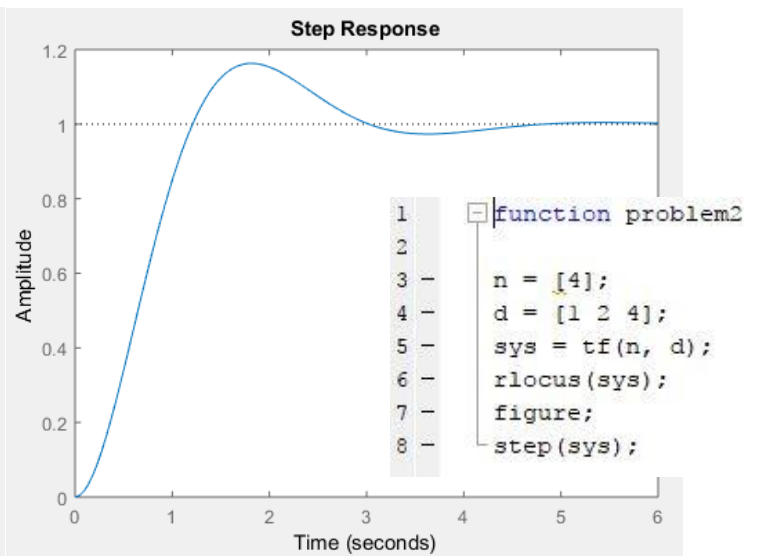 Step Response
1.2
1
0.8
0.6
0.4
0.2
0
Amplitude
0 1 2 3 4 5 6
Time (seconds)
1 function problem2
2
3 – n = [4];
4 – d = [1 2 4];
5 – sys = tf(n, d);
6 – rlocus(sys);
7 – figure;
8 – step(sys);